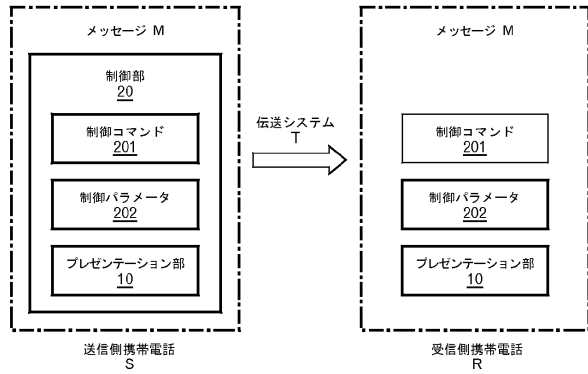 メッセージ M
制御部
20
制御コマンド
201
制御パラメータ
202
プレゼンテーション部
10
送信側携帯電話
S
伝送システム
T
メッセージ M
制御コマンド
201
制御パラメータ
202
プレゼンテーション部
10
受信側携帯電話
R